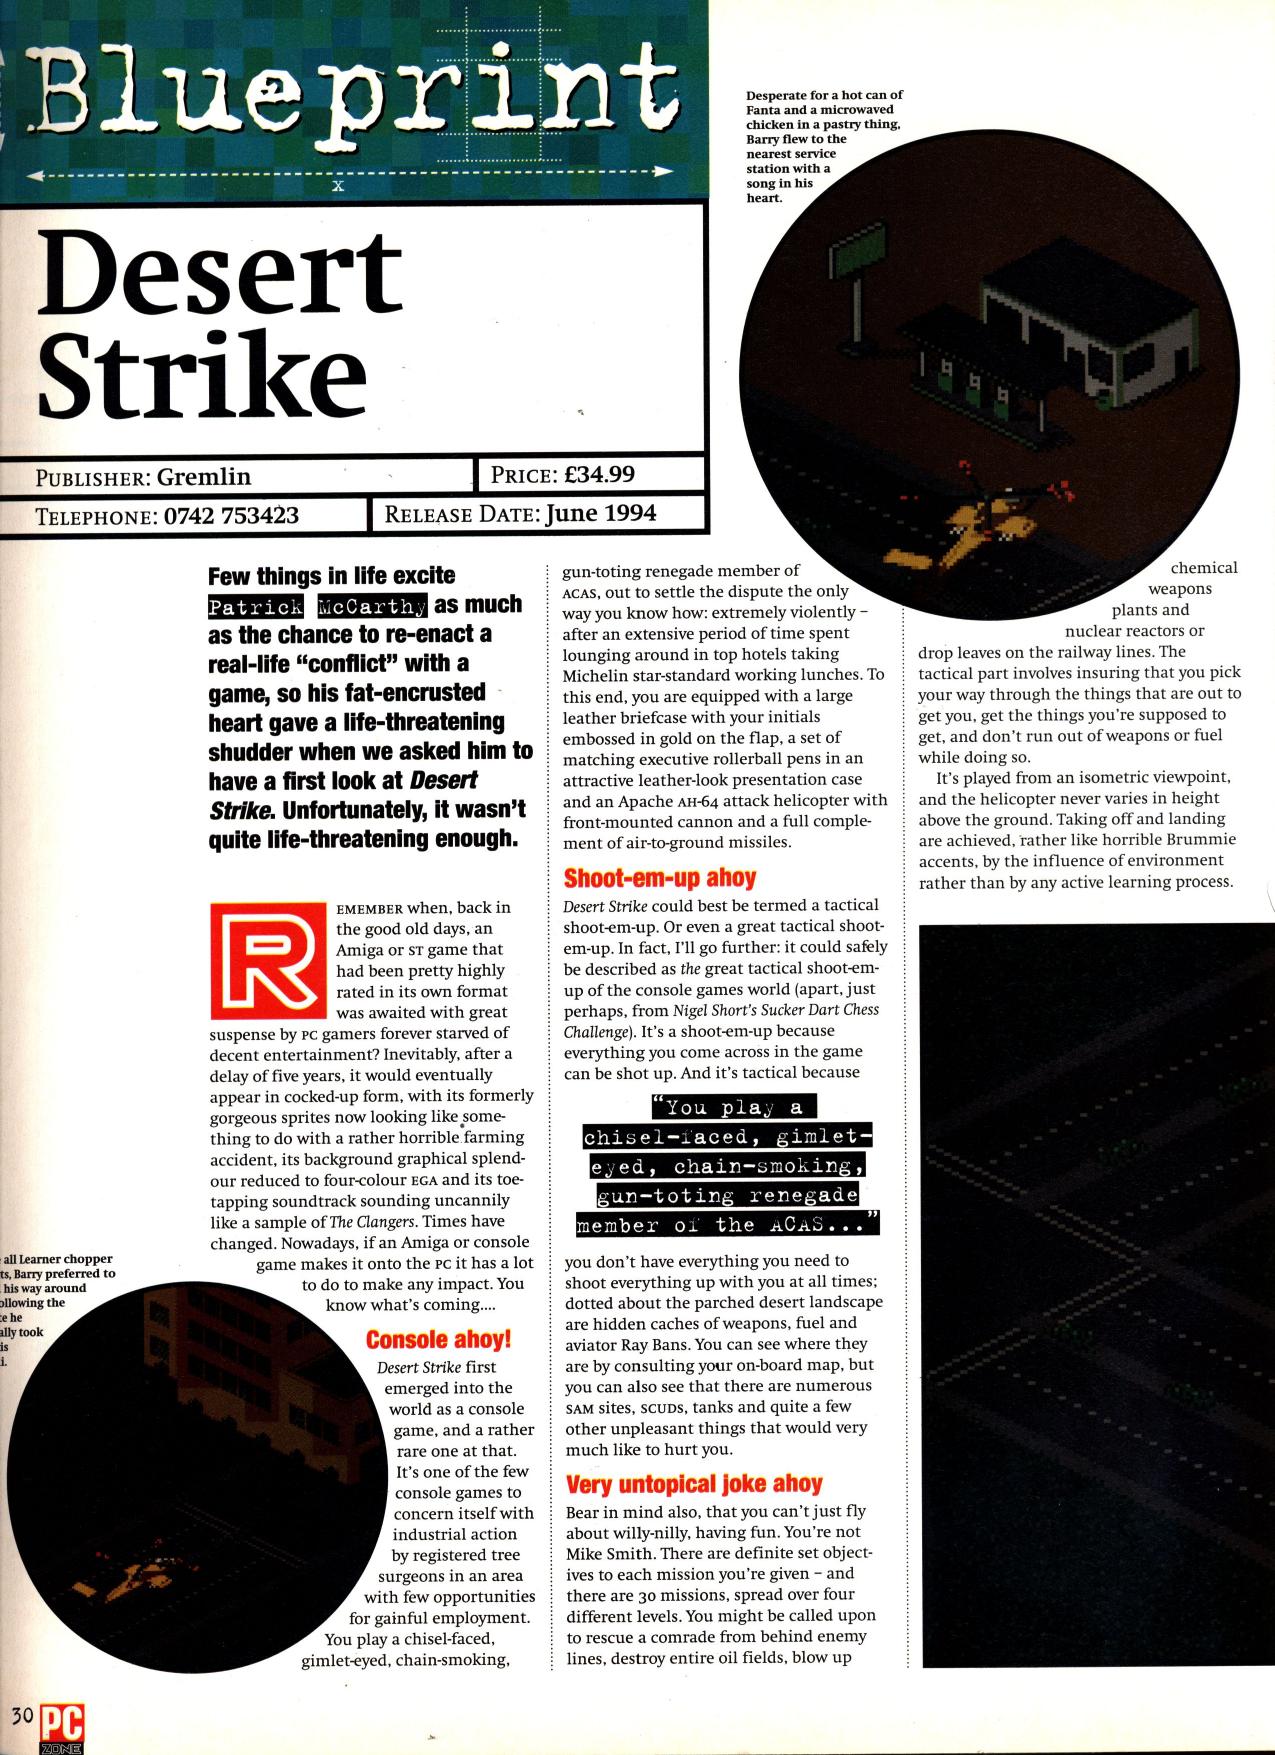 Blueprint
x
Desert
Strike
PUBLISHER: Gremlin
PRICE: £34.99
TELEPHONE: 0742 753423
RELEASE DATE: June 1994
Desperate for a hot can of
Fanta and a microwaved
chicken in a pastry thing,
Barry flew to the
nearest service
station with a
song in his
heart.
Few things in life excite
Patrick McCarthy as much
as the chance to re-enact a
real-life “conflict” with a
game, so his fat-encrusted
heart gave a life-threatening
shudder when we asked him to
have a first look at Desert
Strike. Unfortunately, it wasn't
quite life-threatening enough.
REMEMBER when, back in
the good old days, an
Amiga or ST game that
had been pretty highly
rated in its own format
was awaited with great
suspense by PC gamers forever starved of
decent entertainment? Inevitably, after a
delay of five years, it would eventually
appear in cocked-up form, with its formerly
gorgeous sprites now looking like some-
thing to do with a rather horrible farming
accident, its background graphical splend-
our reduced to four-colour EGA and its toe-
tapping soundtrack sounding uncannily
like a sample of The Clangers. Times have
changed. Nowadays, if an Amiga or console
game makes it onto the PC it has a lot
to do to make any impact. You
know what's coming....
Console ahoy!
Desert Strike first
emerged into the
world as a console
game, and a rather
rare one at that.
It's one of the few
console games to
concern itself with
industrial action
by registered tree
surgeons in an area
with few opportunities
for gainful employment.
You play a chisel-faced,
gimlet-eyed, chain-smoking,
all Learner chopper
ts, Barry preferred to
his way around
ollowing the
he
ally took
is
i.
gun-toting renegade member of
ACAS, out to settle the dispute the only
way you know how: extremely violently –
after an extensive period of time spent
lounging around in top hotels taking
Michelin star-standard working lunches. To
this end, you are equipped with a large
leather briefcase with your initials
embossed in gold on the flap, a set of
matching executive rollerball pens in an
attractive leather-look presentation case
and an Apache AH-64 attack helicopter with
front-mounted cannon and a full comple-
ment of air-to-ground missiles.
Shoot-em-up ahoy
Desert Strike could best be termed a tactical
shoot-em-up. Or even a great tactical shoot-
em-up. In fact, I'll go further: it could safely
be described as the great tactical shoot-em-
up of the console games world (apart, just
perhaps, from Nigel Short's Sucker Dart Chess
Challenge). It's a shoot-em-up because
everything you come across in the game
can be shot up. And it's tactical because
“You play a
chisel-faced, gimlet-
eyed, chain-smoking,
gun-toting renegade
member of the ACAS...”
you don't have everything you need to
shoot everything up with you at all times;
dotted about the parched desert landscape
are hidden caches of weapons, fuel and
aviator Ray Bans. You can see where they
are by consulting your on-board map, but
you can also see that there are numerous
SAM sites, SCUDS, tanks and quite a few
other unpleasant things that would very
much like to hurt you.
Very untopical joke ahoy
Bear in mind also, that you can't just fly
about willy-nilly, having fun. You're not
Mike Smith. There are definite set object-
ives to each mission you're given – and
there are 30 missions, spread over four
different levels. You might be called upon
to rescue a comrade from behind enemy
lines, destroy entire oil fields, blow up
chemical
weapons
plants and
nuclear reactors or
drop leaves on the railway lines. The
tactical part involves insuring that you pick
your way through the things that are out to
get you, get the things you're supposed to
get, and don't run out of weapons or fuel
while doing so.
It's played from an isometric viewpoint,
and the helicopter never varies in height
above the ground. Taking off and landing
are achieved, rather like horrible Brummie
accents, by the influence of environment
rather than by any active learning process.
30
PC
ZONE